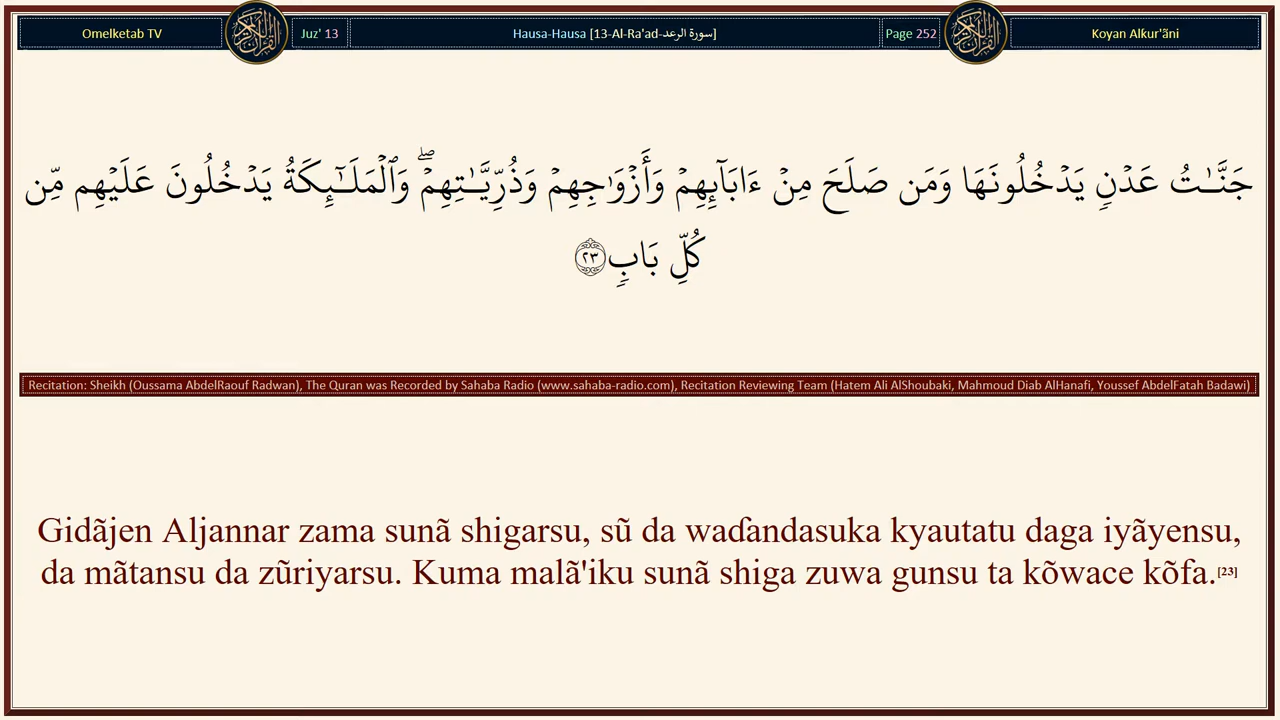 Omelketab TV
Juz' 13
Hausa-Hausa [13-Al-Ra'ad-سورة الرعد]
Page 252
Koyan Alƙur'ãni
جَنَّـٰتُ عَدۡنٖ يَدۡخُلُونَهَا وَمَن صَلَحَ مِنۡ ءَابَآئِهِمۡ وَأَزۡوَٰجِهِمۡ وَذُرِّيَّـٰتِهِمۡۖ وَٱلۡمَلَـٰٓئِكَةُ يَدۡخُلُونَ عَلَيۡهِم مِّن
كُلِّ بَابٖ ٢٣
Recitation: Sheikh (Oussama AbdelRaouf Radwan), The Quran was Recorded by Sahaba Radio (www.sahaba-radio.com), Recitation Reviewing Team (Hatem Ali AlShoubaki, Mahmoud Diab AlHanafi, Youssef AbdelFatah Badawi)
Gidãjen Aljannar zama sunã shigarsu, sũ da waɗandasuka kyautatu daga iyãyensu,
da mãtansu da zũriyarsu. Kuma malã'iku sunã shiga zuwa gunsu ta kõwace kõfa.[23]